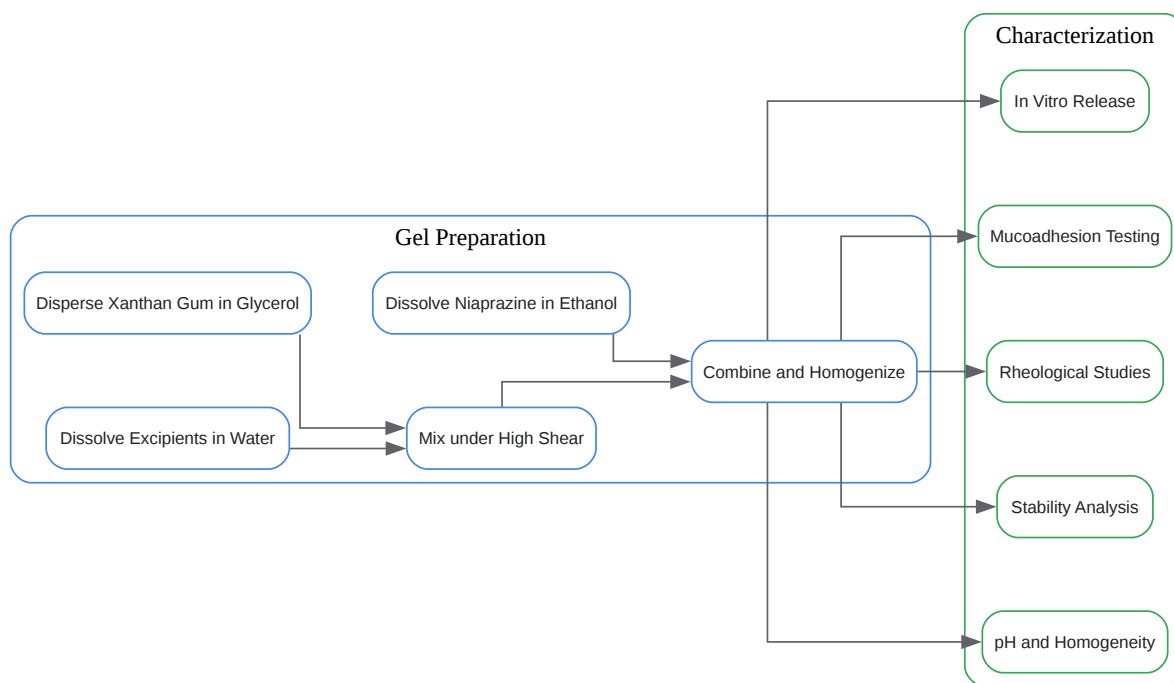 Characterization
In Vitro Release
Mucoadhesion Testing
Gel Preparation
Disperse Xanthan Gum in Glycerol
Dissolve Niaprazine in Ethanol
Combine and Homogenize
Rheological Studies
Dissolve Excipients in Water
Mix under High Shear
Stability Analysis
pH and Homogeneity